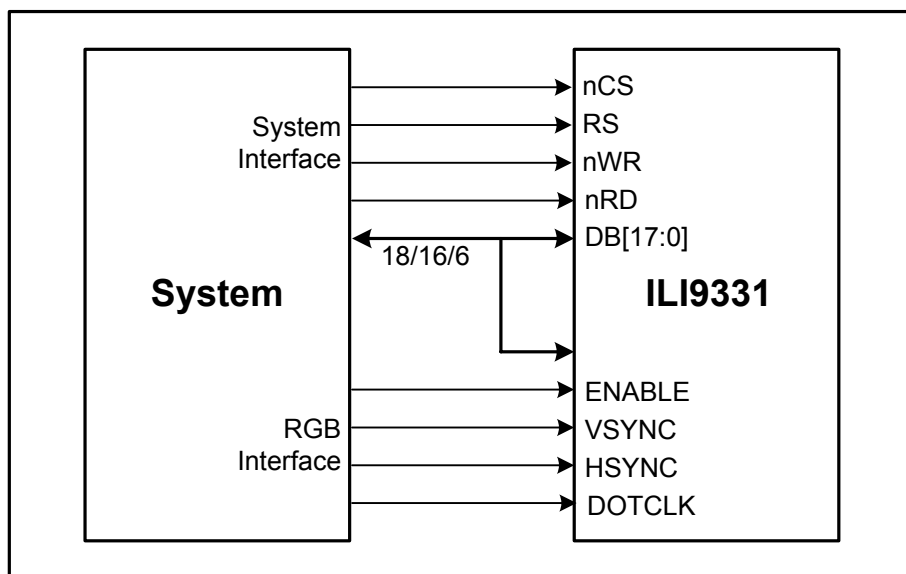 nCS
RS
System
Interface
nWR
nRD
DB[17:0]
18/16/6
System
ILI9331
ENABLE
RGB
Interface
VSYNC
HSYNC
DOTCLK